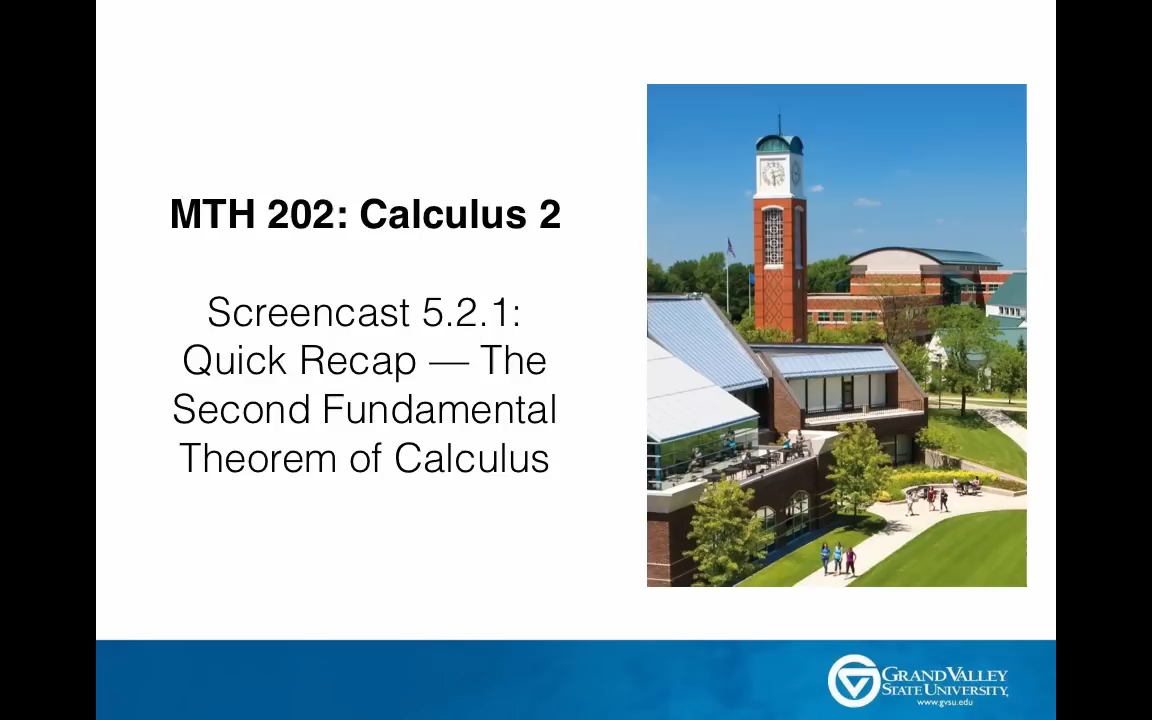 MTH 202: Calculus 2
Screencast 5.2.1:
Quick Recap — The
Second Fundamental
Theorem of Calculus
GRAND VALLEY
STATE UNIVERSITY
www.gvsu.edu